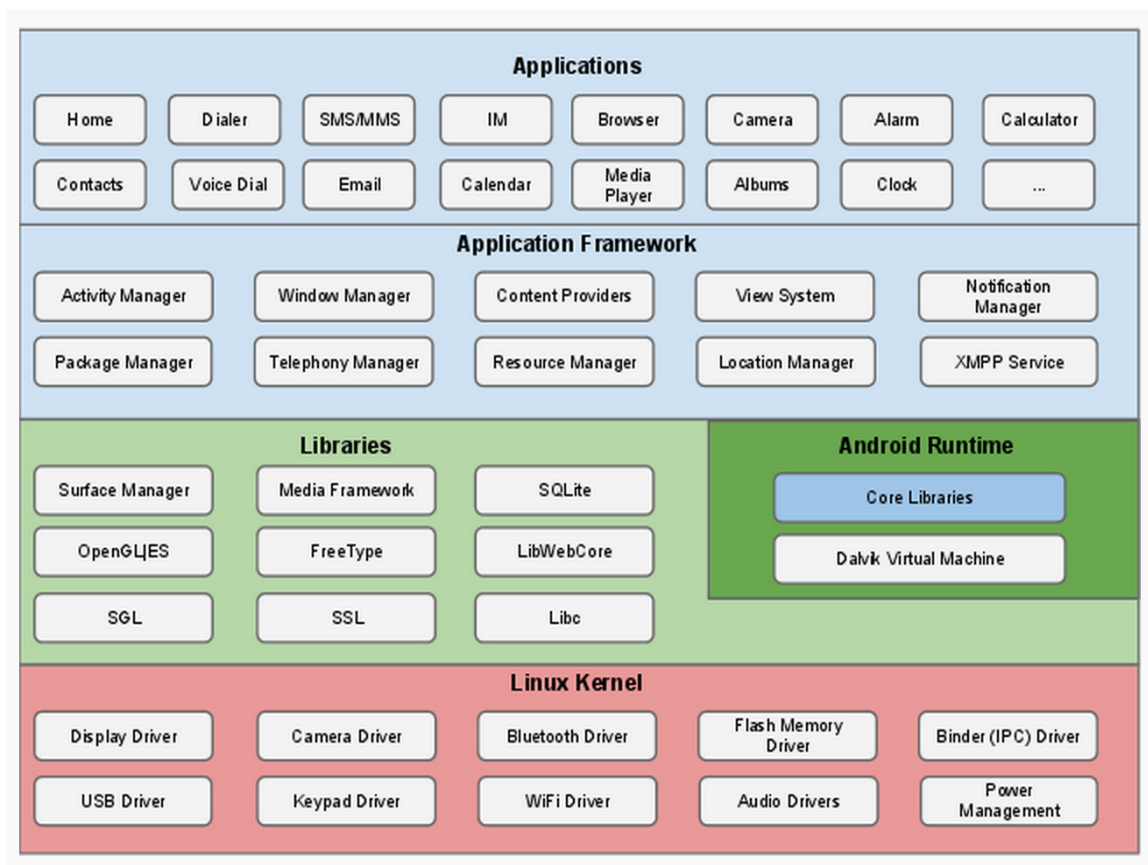 Applications
Home
Dialer
SMS/MMS
IM
Browser
Camera
Alarm
Calculator
Contacts
Voice Dial
Email
Calendar
Media
Player
Albums
Clock
...
Application Framework
Activity Manager
Window Manager
Content Providers
View System
Notification
Manager
Package Manager
Telephony Manager
Resource Manager
Location Manager
XMPP Service
Libraries
Surface Manager
Media Framework
SQLite
OpenGL|ES
FreeType
LibWebCore
SGL
SSL
Libc
Android Runtime
Core Libraries
Dalvik Virtual Machine
Linux Kernel
Display Driver
Camera Driver
Bluetooth Driver
Flash Memory
Driver
Binder (IPC) Driver
USB Driver
Keypad Driver
WiFi Driver
Audio Drivers
Power
Management